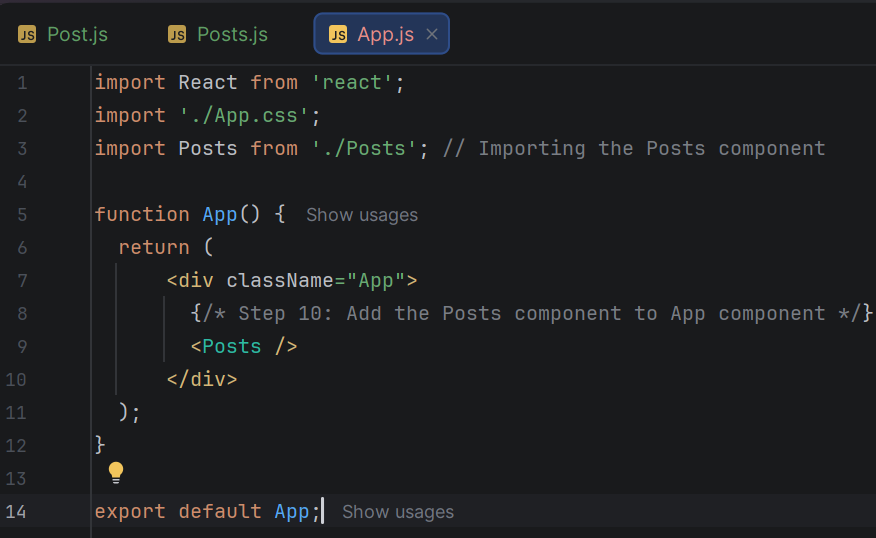 JS Post.js JS Posts.js JS App.js
1 import React from 'react';
2 import './App.css';
3 import Posts from './Posts'; // Importing the Posts component
4
5 function App() { Show usages
6 return (
7 <div className="App">
8 {/* Step 10: Add the Posts component to App component */}
9 <Posts />
10 </div>
11 );
12 }
13
14 export default App; Show usages